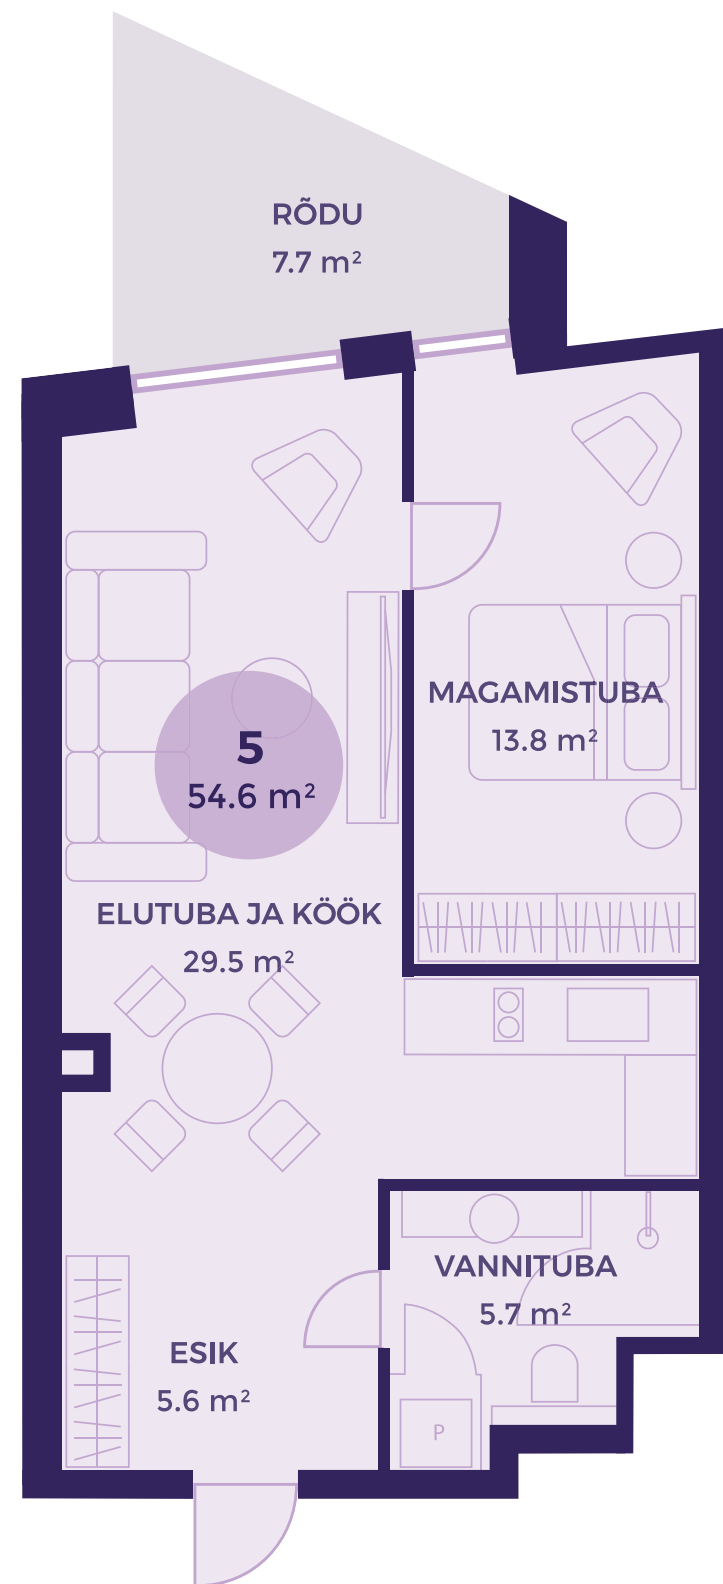 RÕDU
7.7 m²
MAGAMISTUBA
13.8 m²
5
54.6 m²
ELUTUBA JA KÖÖK
29.5 m²
VANNITUBA
5.7 m²
ESIK
5.6 m²
P